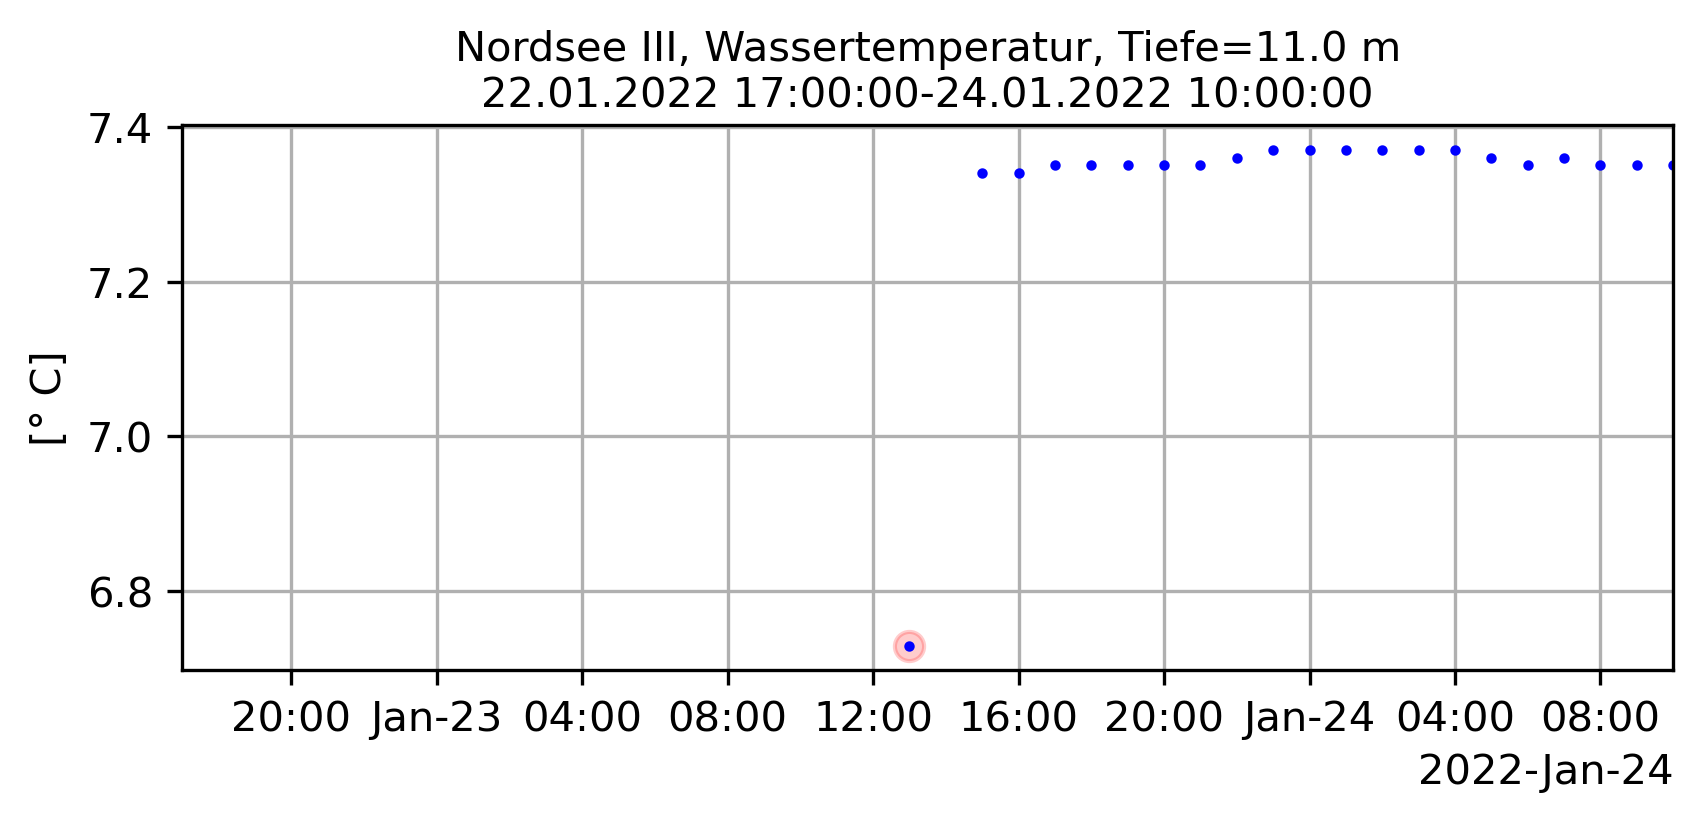 Nordsee III, Wassertemperatur, Tiefe=11.0 m
22.01.2022 17:00:00-24.01.2022 10:00:00
7.4
7.2
7.0
6.8
[° C]
20:00 Jan-23 04:00 08:00 12:00 16:00 20:00 Jan-24 04:00 08:00
2022-Jan-24